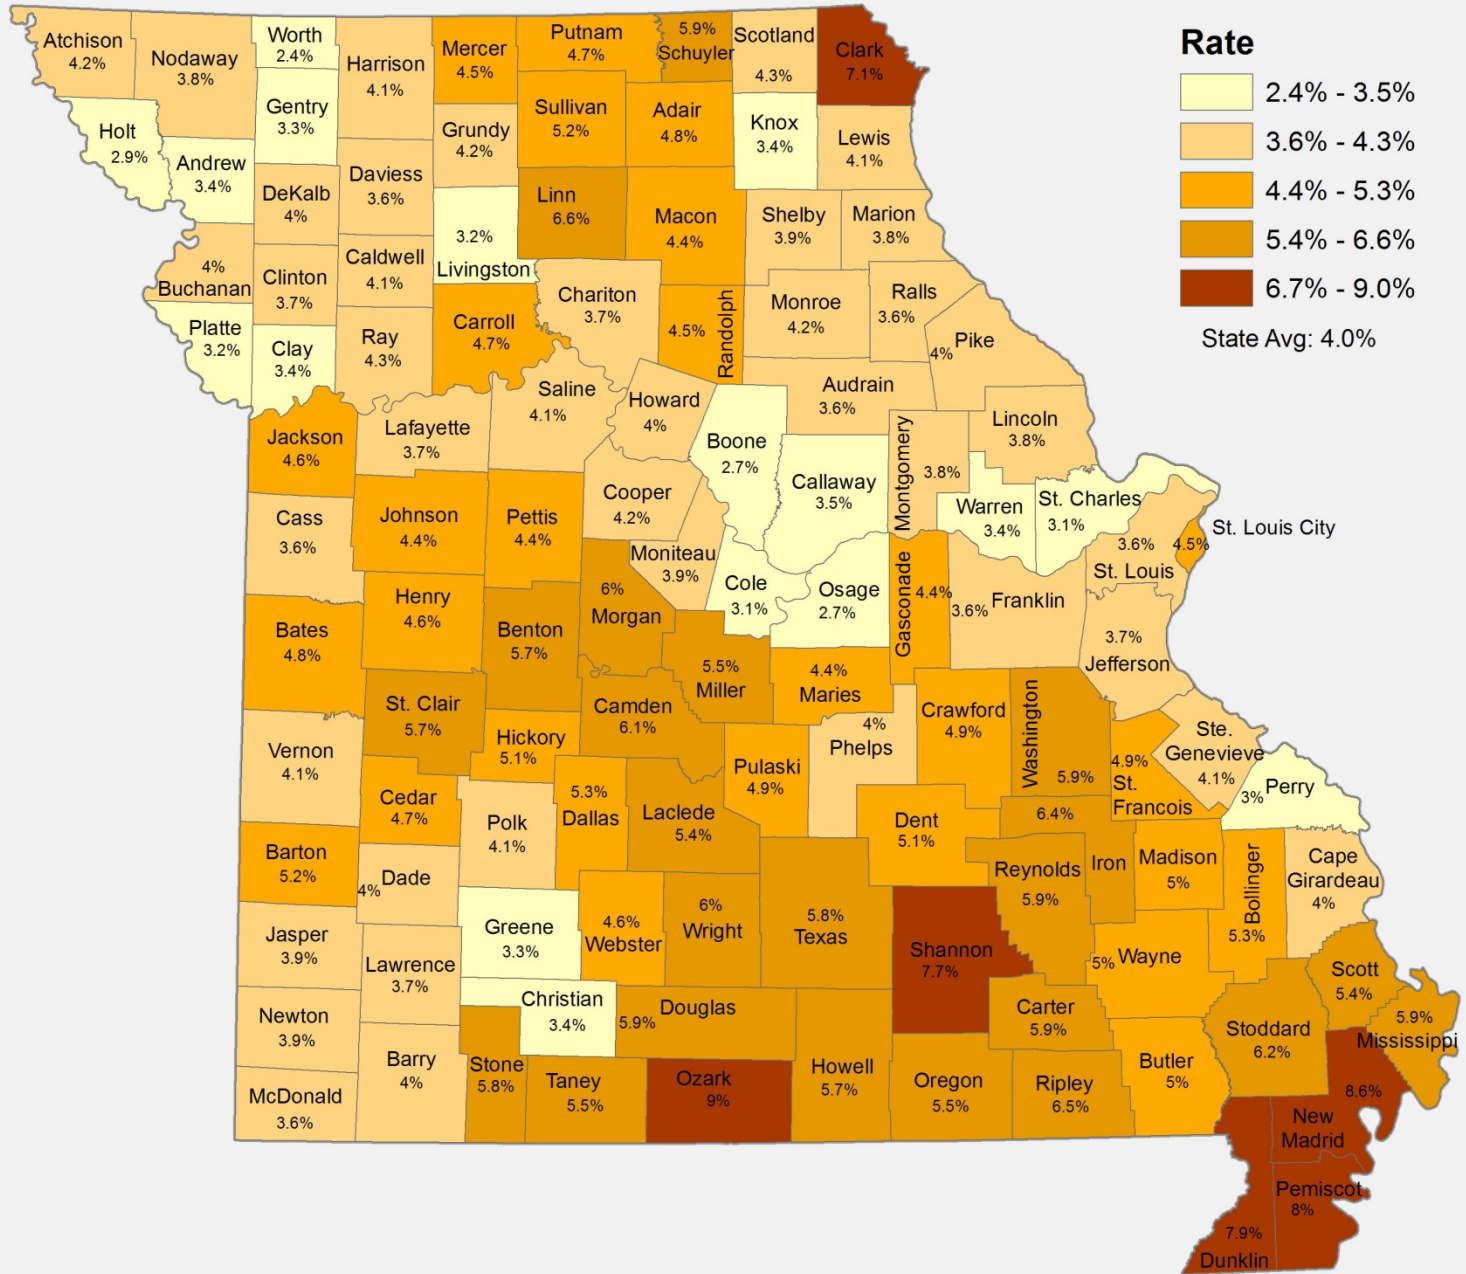 Rate
2.4% - 3.5%
3.6% - 4.3%
4.4% - 5.3%
5.4% - 6.6%
6.7% - 9.0%
State Avg: 4.0%
Atchison
4.2%
Nodaway
3.8%
Worth
2.4%
Harrison
4.1%
Mercer
4.5%
Putnam
4.7%
5.9%
Schuyler
Scotland
4.3%
Clark
7.1%
Holt
2.9%
Andrew
3.4%
Gentry
3.3%
DeKalb
4%
Daviess
3.6%
Grundy
4.2%
Sullivan
5.2%
Adair
4.8%
Knox
3.4%
Lewis
4.1%
4%
Buchanan
Clinton
3.7%
Caldwell
4.1%
3.2%
Livingston
Linn
6.6%
Macon
4.4%
Shelby
3.9%
Marion
3.8%
Platte
3.2%
Clay
3.4%
Ray
4.3%
Carroll
4.7%
Chariton
3.7%
4.5%
Randolph
Monroe
4.2%
Ralls
3.6%
4%
Pike
Jackson
4.6%
Lafayette
3.7%
Saline
4.1%
Howard
4%
Boone
2.7%
Audrain
3.6%
Callaway
3.5%
Montgomery
3.8%
Lincoln
3.8%
Warren
3.4%
St. Charles
3.1%
3.6%
St. Louis
4.5%
St. Louis City
Cass
3.6%
Johnson
4.4%
Pettis
4.4%
Cooper
4.2%
Moniteau
3.9%
Cole
3.1%
Osage
2.7%
Gasconade
4.4%
3.6%
Franklin
3.7%
Jefferson
Bates
4.8%
Henry
4.6%
Benton
5.7%
6%
Morgan
5.5%
Miller
4.4%
Maries
St. Clair
5.7%
Hickory
5.1%
Camden
6.1%
Pulaski
4.9%
4%
Phelps
Crawford
4.9%
Washington
5.9%
4.9%
St.
Francois
Ste.
Genevieve
4.1%
3%
Perry
Vernon
4.1%
Cedar
4.7%
Polk
4.1%
5.3%
Dallas
Laclede
5.4%
Dent
5.1%
6.4%
Iron
Reynolds
5.9%
Madison
5%
Bollinger
5.3%
Cape
Girardeau
4%
Barton
5.2%
4%
Dade
Greene
3.3%
4.6%
Webster
6%
Wright
5.8%
Texas
Shannon
7.7%
5%
Wayne
Scott
5.4%
5.9%
Mississippi
Jasper
3.9%
Lawrence
3.7%
Christian
3.4%
5.9%
Douglas
Carter
5.9%
Stoddard
6.2%
Newton
3.9%
Barry
4%
Stone
5.8%
Taney
5.5%
Ozark
9%
Howell
5.7%
Oregon
5.5%
Ripley
6.5%
Butler
5%
8.6%
New
Madrid
McDonald
3.6%
Pemiscot
8%
7.9%
Dunklin